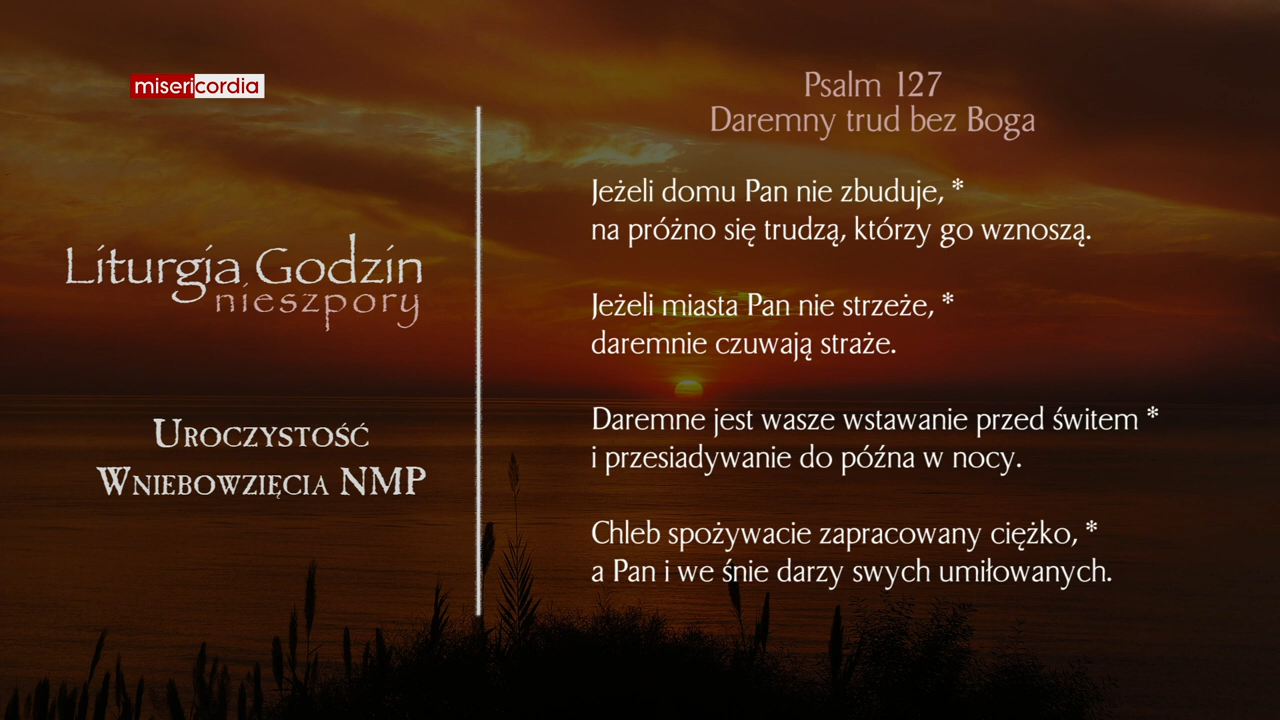 misericordia
Liturgia Godzin
nieszpory
Uroczystość
Wniebowzięcia NMP
Psalm 127
Daremny trud bez Boga
Jeżeli domu Pan nie zbuduje, *
na próżno się trudzą, którzy go wznoszą.
Jeżeli miasta Pan nie strzeże, *
daremnie czuwają straże.
Daremne jest wasze wstawanie przed świtem *
i przesiadywanie do późna w nocy.
Chleb spożywacie zapracowany ciężko, *
a Pan i we śnie darzy swych umiłowanych.